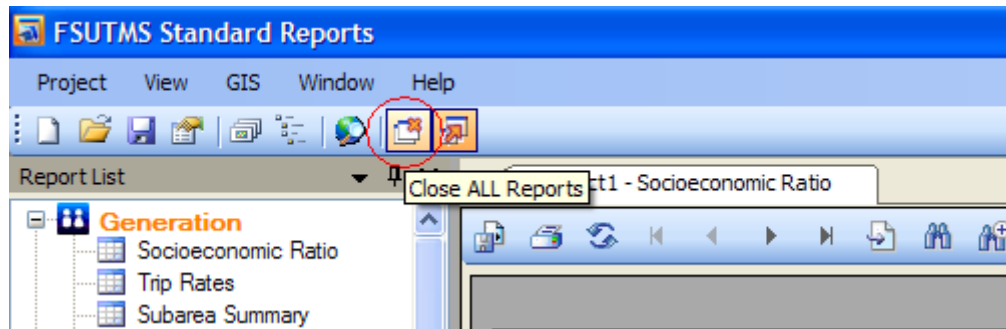 FSUTMS Standard Reports
Project View GIS Window Help
Report List
Close ALL Reports
ct1 - Socioeconomic Ratio
Generation
Socioeconomic Ratio
Trip Rates
Subarea Summary